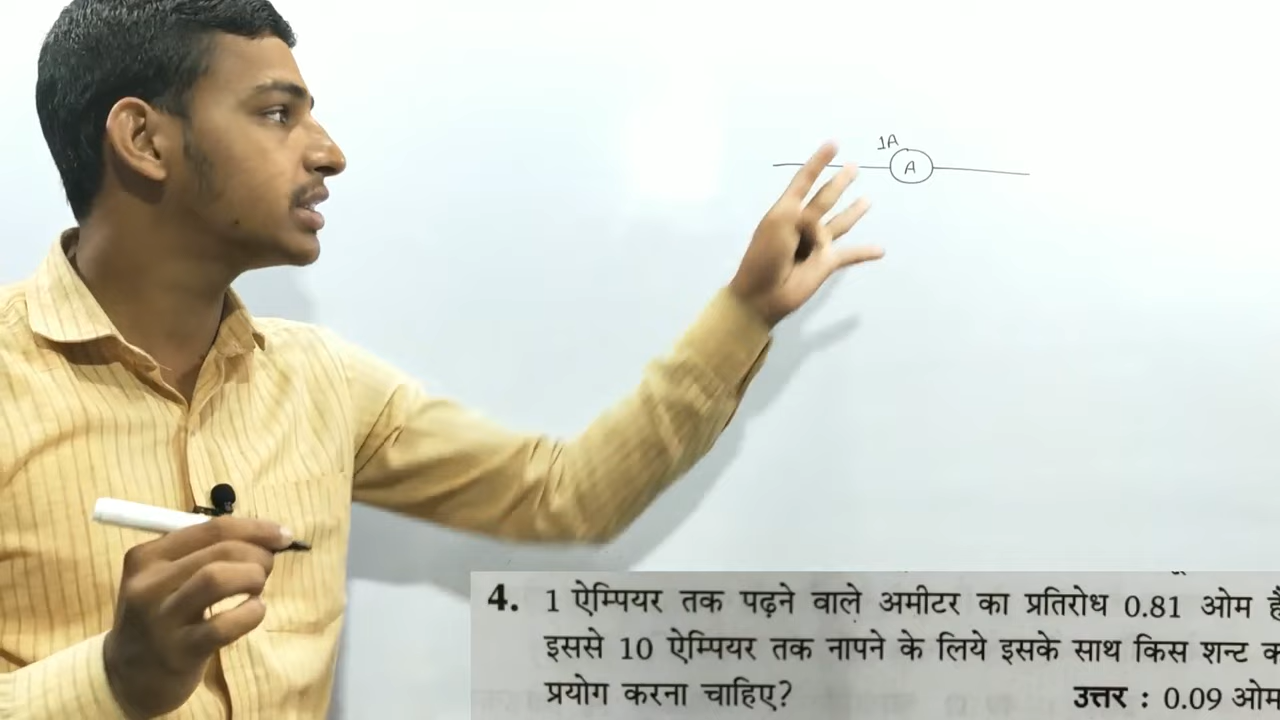 1A
A
4. 1 ऐम्पियर तक पढ़ने वाले अमीटर का प्रतिरोध 0.81 ओम है
इससे 10 ऐम्पियर तक नापने के लिये इसके साथ किस शन्ट क
प्रयोग करना चाहिए? उत्तर : 0.09 ओम